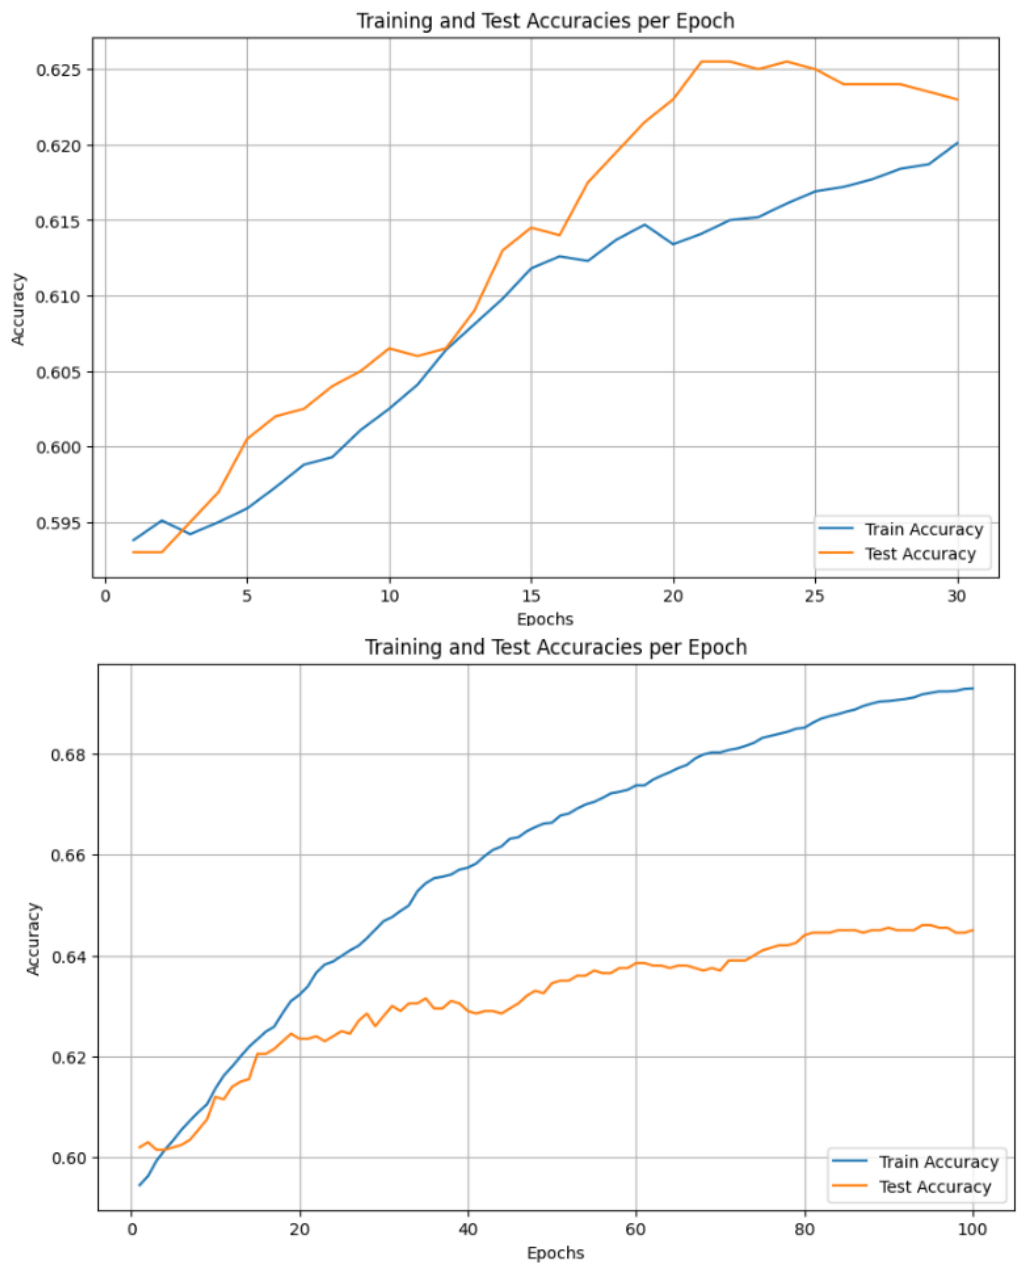 Training and Test Accuracies per Epoch
0.625
0.620
0.615
0.610
0.605
0.600
0.595
Accuracy
Train Accuracy
Test Accuracy
0 5 10 15 20 25 30
Epochs
Training and Test Accuracies per Epoch
0.68
0.66
0.64
0.62
0.60
Accuracy
Train Accuracy
Test Accuracy
0 20 40 60 80 100
Epochs